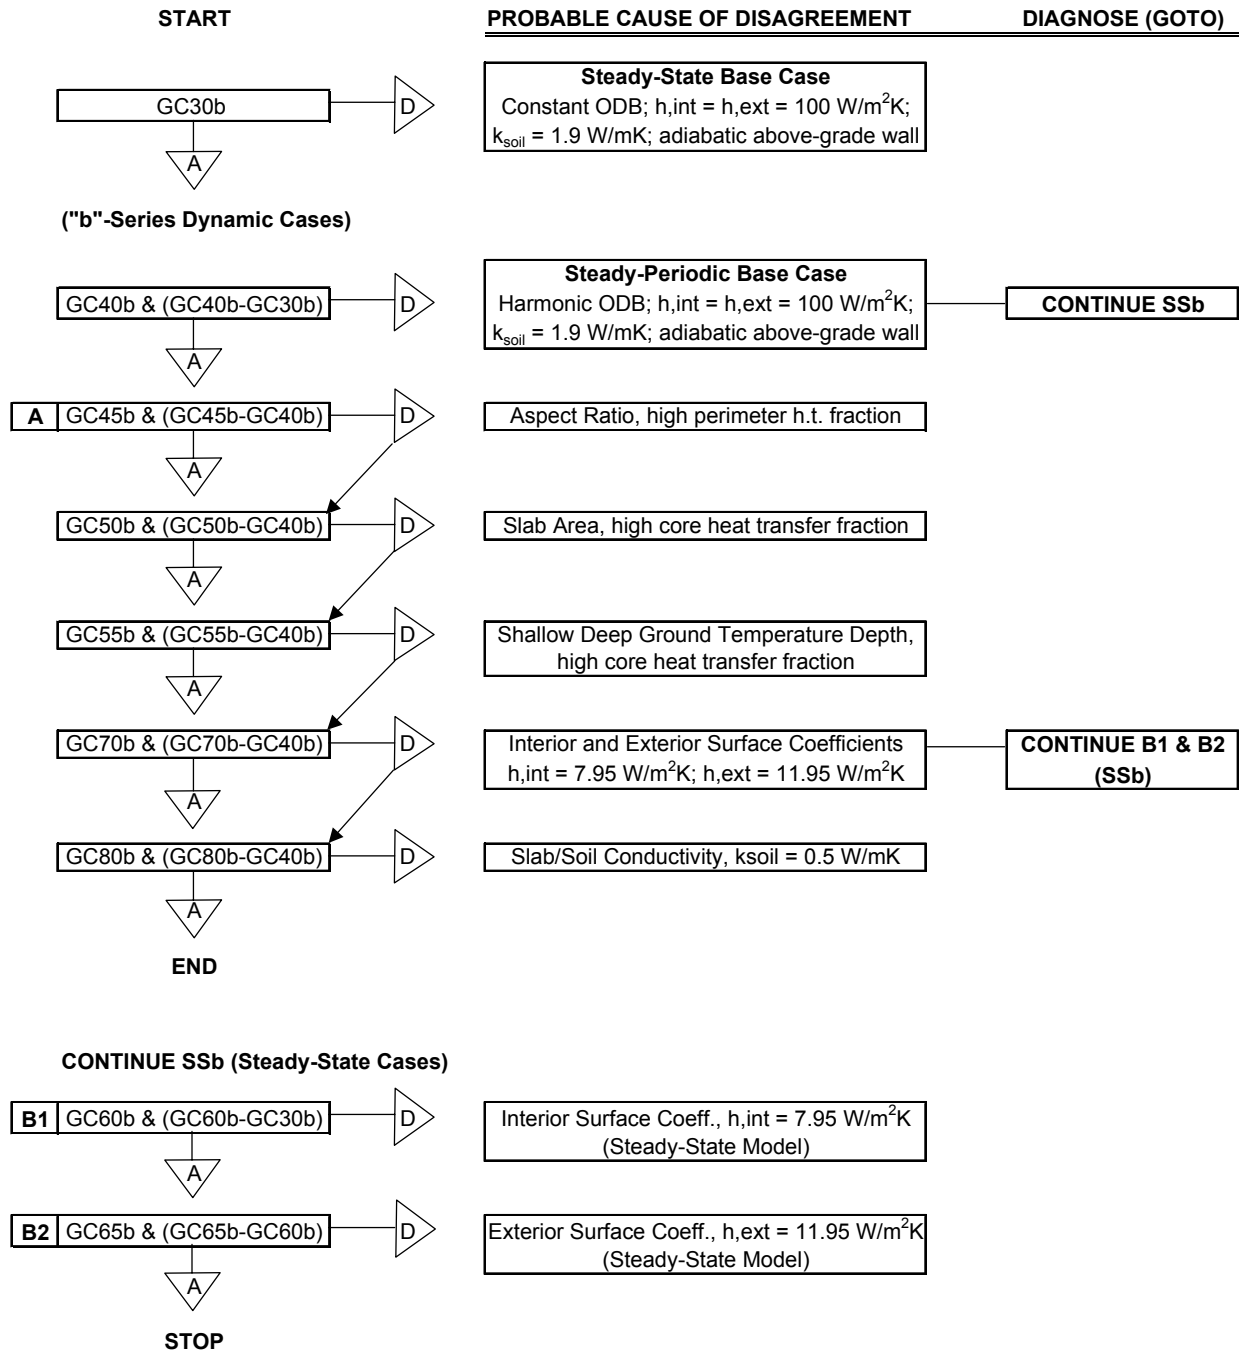 START
PROBABLE CAUSE OF DISAGREEMENT
DIAGNOSE (GOTO)
GC30b
D
Steady-State Base Case
Constant ODB; h,int = h,ext = 100 W/m²K;
k_soil = 1.9 W/mK; adiabatic above-grade wall
A
("b"-Series Dynamic Cases)
GC40b & (GC40b-GC30b)
D
Steady-Periodic Base Case
Harmonic ODB; h,int = h,ext = 100 W/m²K;
k_soil = 1.9 W/mK; adiabatic above-grade wall
CONTINUE SSb
A
A GC45b & (GC45b-GC40b)
D
Aspect Ratio, high perimeter h.t. fraction
A
GC50b & (GC50b-GC40b)
D
Slab Area, high core heat transfer fraction
A
GC55b & (GC55b-GC40b)
D
Shallow Deep Ground Temperature Depth,
high core heat transfer fraction
A
GC70b & (GC70b-GC40b)
D
Interior and Exterior Surface Coefficients
h,int = 7.95 W/m²K; h,ext = 11.95 W/m²K
CONTINUE B1 & B2
(SSb)
A
GC80b & (GC80b-GC40b)
D
Slab/Soil Conductivity, ksoil = 0.5 W/mK
A
END
CONTINUE SSb (Steady-State Cases)
B1 GC60b & (GC60b-GC30b)
D
Interior Surface Coeff., h,int = 7.95 W/m²K
(Steady-State Model)
A
B2 GC65b & (GC65b-GC60b)
D
Exterior Surface Coeff., h,ext = 11.95 W/m²K
(Steady-State Model)
A
STOP